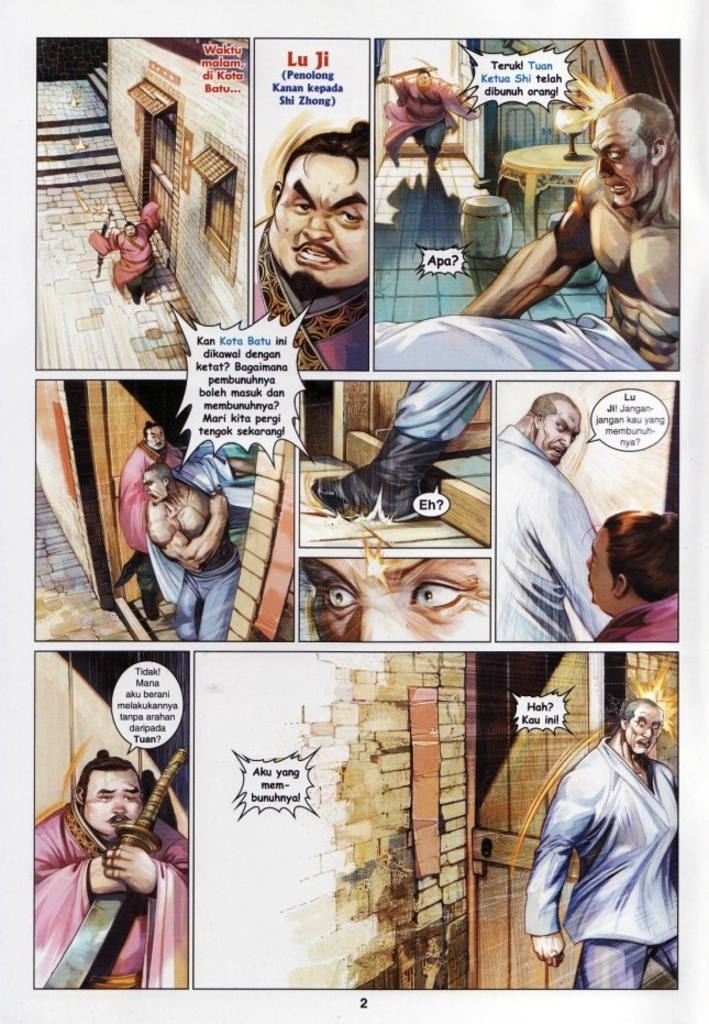 Waktu
malam,
di Kota
Batu...
Lu Ji
(Penolong
Kanan kepada
Shi Zhong)
Teruk! Tuan
Ketua Shi telah
dibunuh orang!
Apa?
Kan Kota Batu ini
dikawal dengan
ketat? Bagaimana
pembunuhnya
boleh masuk dan
membunuhnya?
Mari kita pergi
tengok sekarang!
Eh?
Lu
Ji! Jangan-
jangan kau yang
membunuh-
nya?
Tidak!
Mana
aku berani
melakukannya
tanpa arahan
daripada
Tuan?
Aku yang
mem-
bunuhnya!
Hah?
Kau ini!
2